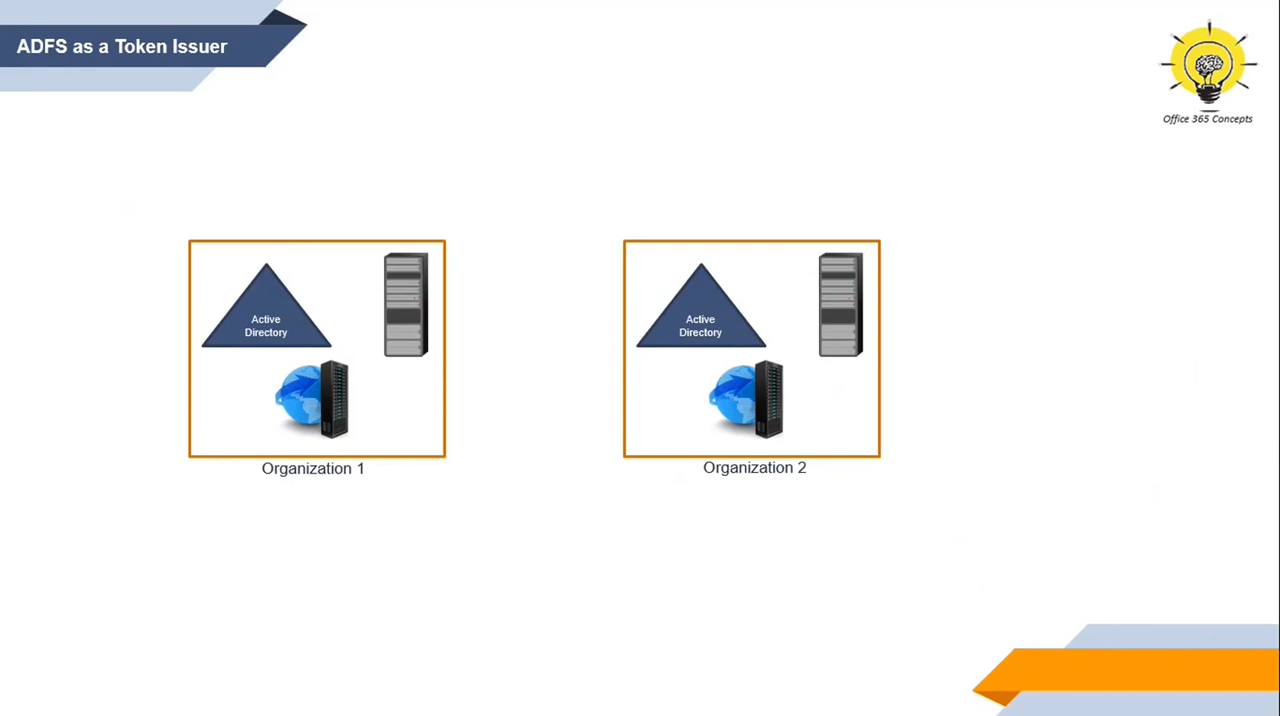 ADFS as a Token Issuer
Office 365 Concepts
Active
Directory
Active
Directory
Organization 1
Organization 2